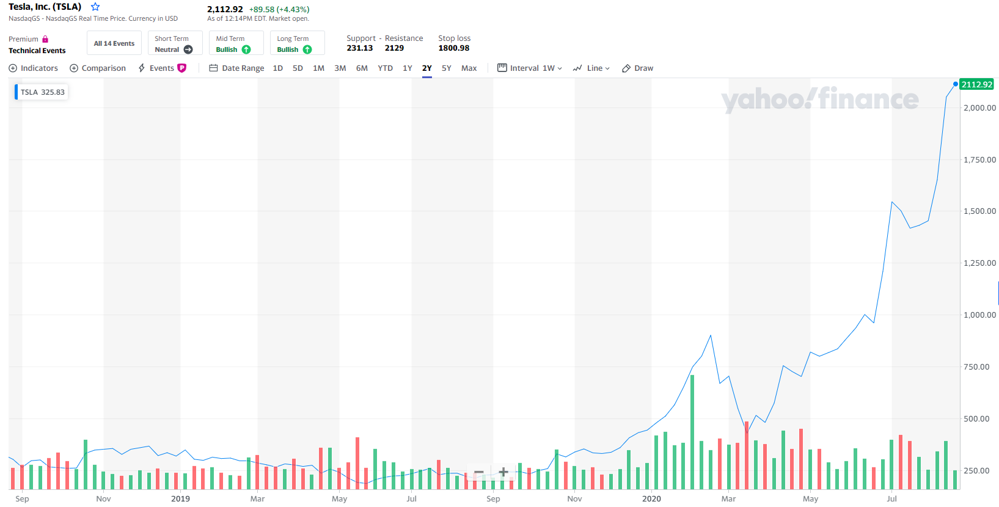 Tesla, Inc. (TSLA)
NasdaqGS - NasdaqGS Real Time Price. Currency in USD
2,112.92 +89.58 (+4.43%)
As of 12:14PM EDT. Market open.
Premium
Technical Events
All 14 Events
Short Term
Neutral
Mid Term
Bullish
Long Term
Bullish
Support - Resistance
231.13 2129
Stop loss
1800.98
Indicators Comparison Events P Date Range 1D 5D 1M 3M 6M YTD 1Y 2Y 5Y Max Interval 1W Line Draw
TSLA 325.83
yahoo!finance
2112.92
2,000.00
1,750.00
1,500.00
1,250.00
1,000.00
750.00
500.00
250.00
Sep Nov 2019 Mar May Jul Sep Nov 2020 Mar May Jul